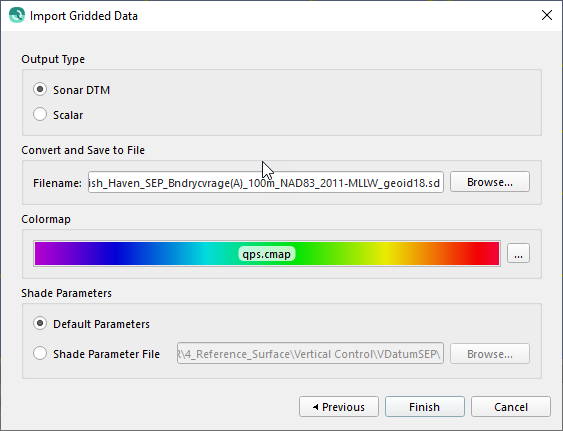 Import Gridded Data
Output Type
Sonar DTM
Scalar
Convert and Save to File
Filename: ish_Haven_SEP_Bndrycvrage(A)_100m_NAD83_2011-MLLW_geoid18.sd Browse...
Colormap
qps.cmap ...
Shade Parameters
Default Parameters
Shade Parameter File R\4_Reference_Surface\Vertical Control\VDatumSEP\ Browse...
Previous Finish Cancel